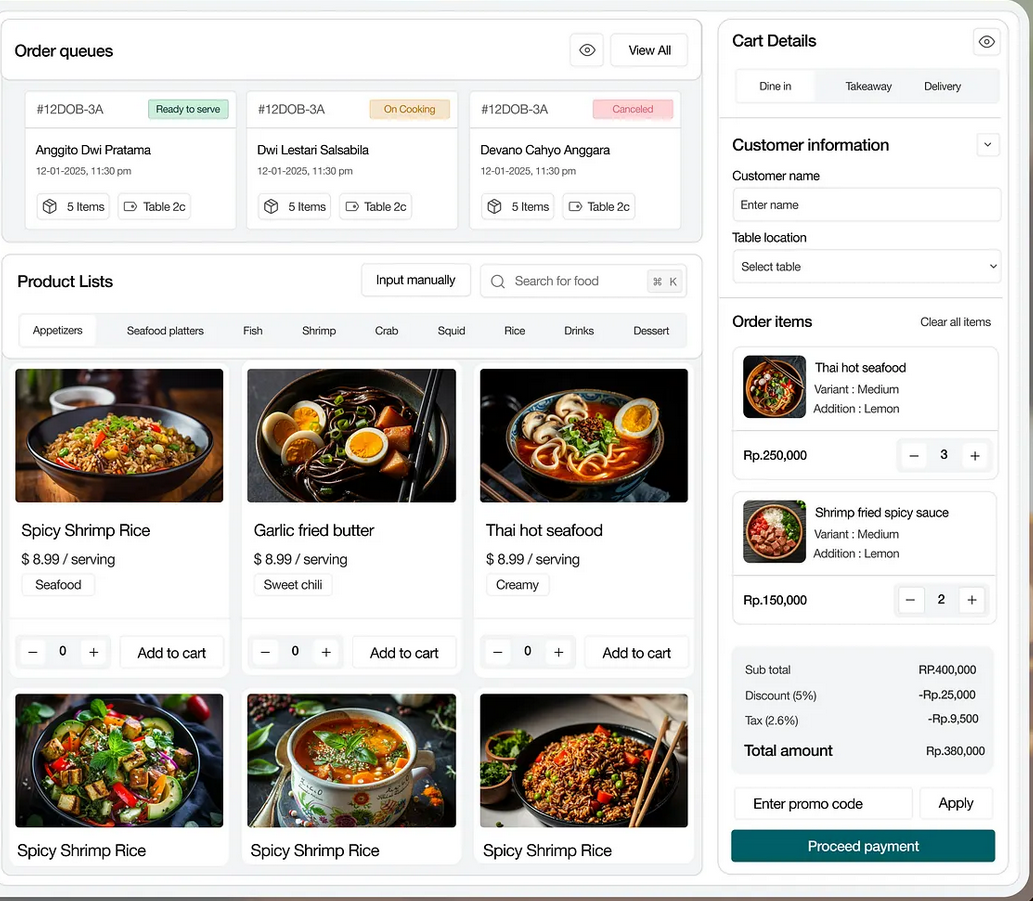 Order queues
View All
#12DOB-3A
Ready to serve
Anggito Dwi Pratama
12-01-2025, 11:30 pm
5 Items
Table 2c
#12DOB-3A
On Cooking
Dwi Lestari Salsabila
12-01-2025, 11:30 pm
5 Items
Table 2c
#12DOB-3A
Canceled
Devano Cahyo Anggara
12-01-2025, 11:30 pm
5 Items
Table 2c
Product Lists
Input manually
Search for food
⌘ K
Appetizers
Seafood platters
Fish
Shrimp
Crab
Squid
Rice
Drinks
Dessert
Spicy Shrimp Rice
$ 8.99 / serving
Seafood
− 0 +
Add to cart
Garlic fried butter
$ 8.99 / serving
Sweet chili
− 0 +
Add to cart
Thai hot seafood
$ 8.99 / serving
Creamy
− 0 +
Add to cart
Spicy Shrimp Rice
Spicy Shrimp Rice
Spicy Shrimp Rice
Cart Details
Dine in
Takeaway
Delivery
Customer information
Customer name
Enter name
Table location
Select table
Order items
Clear all items
Thai hot seafood
Variant : Medium
Addition : Lemon
Rp.250,000
− 3 +
Shrimp fried spicy sauce
Variant : Medium
Addition : Lemon
Rp.150,000
− 2 +
Sub total RP.400,000
Discount (5%) -Rp.25,000
Tax (2.6%) -Rp.9,500
Total amount Rp.380,000
Enter promo code
Apply
Proceed payment